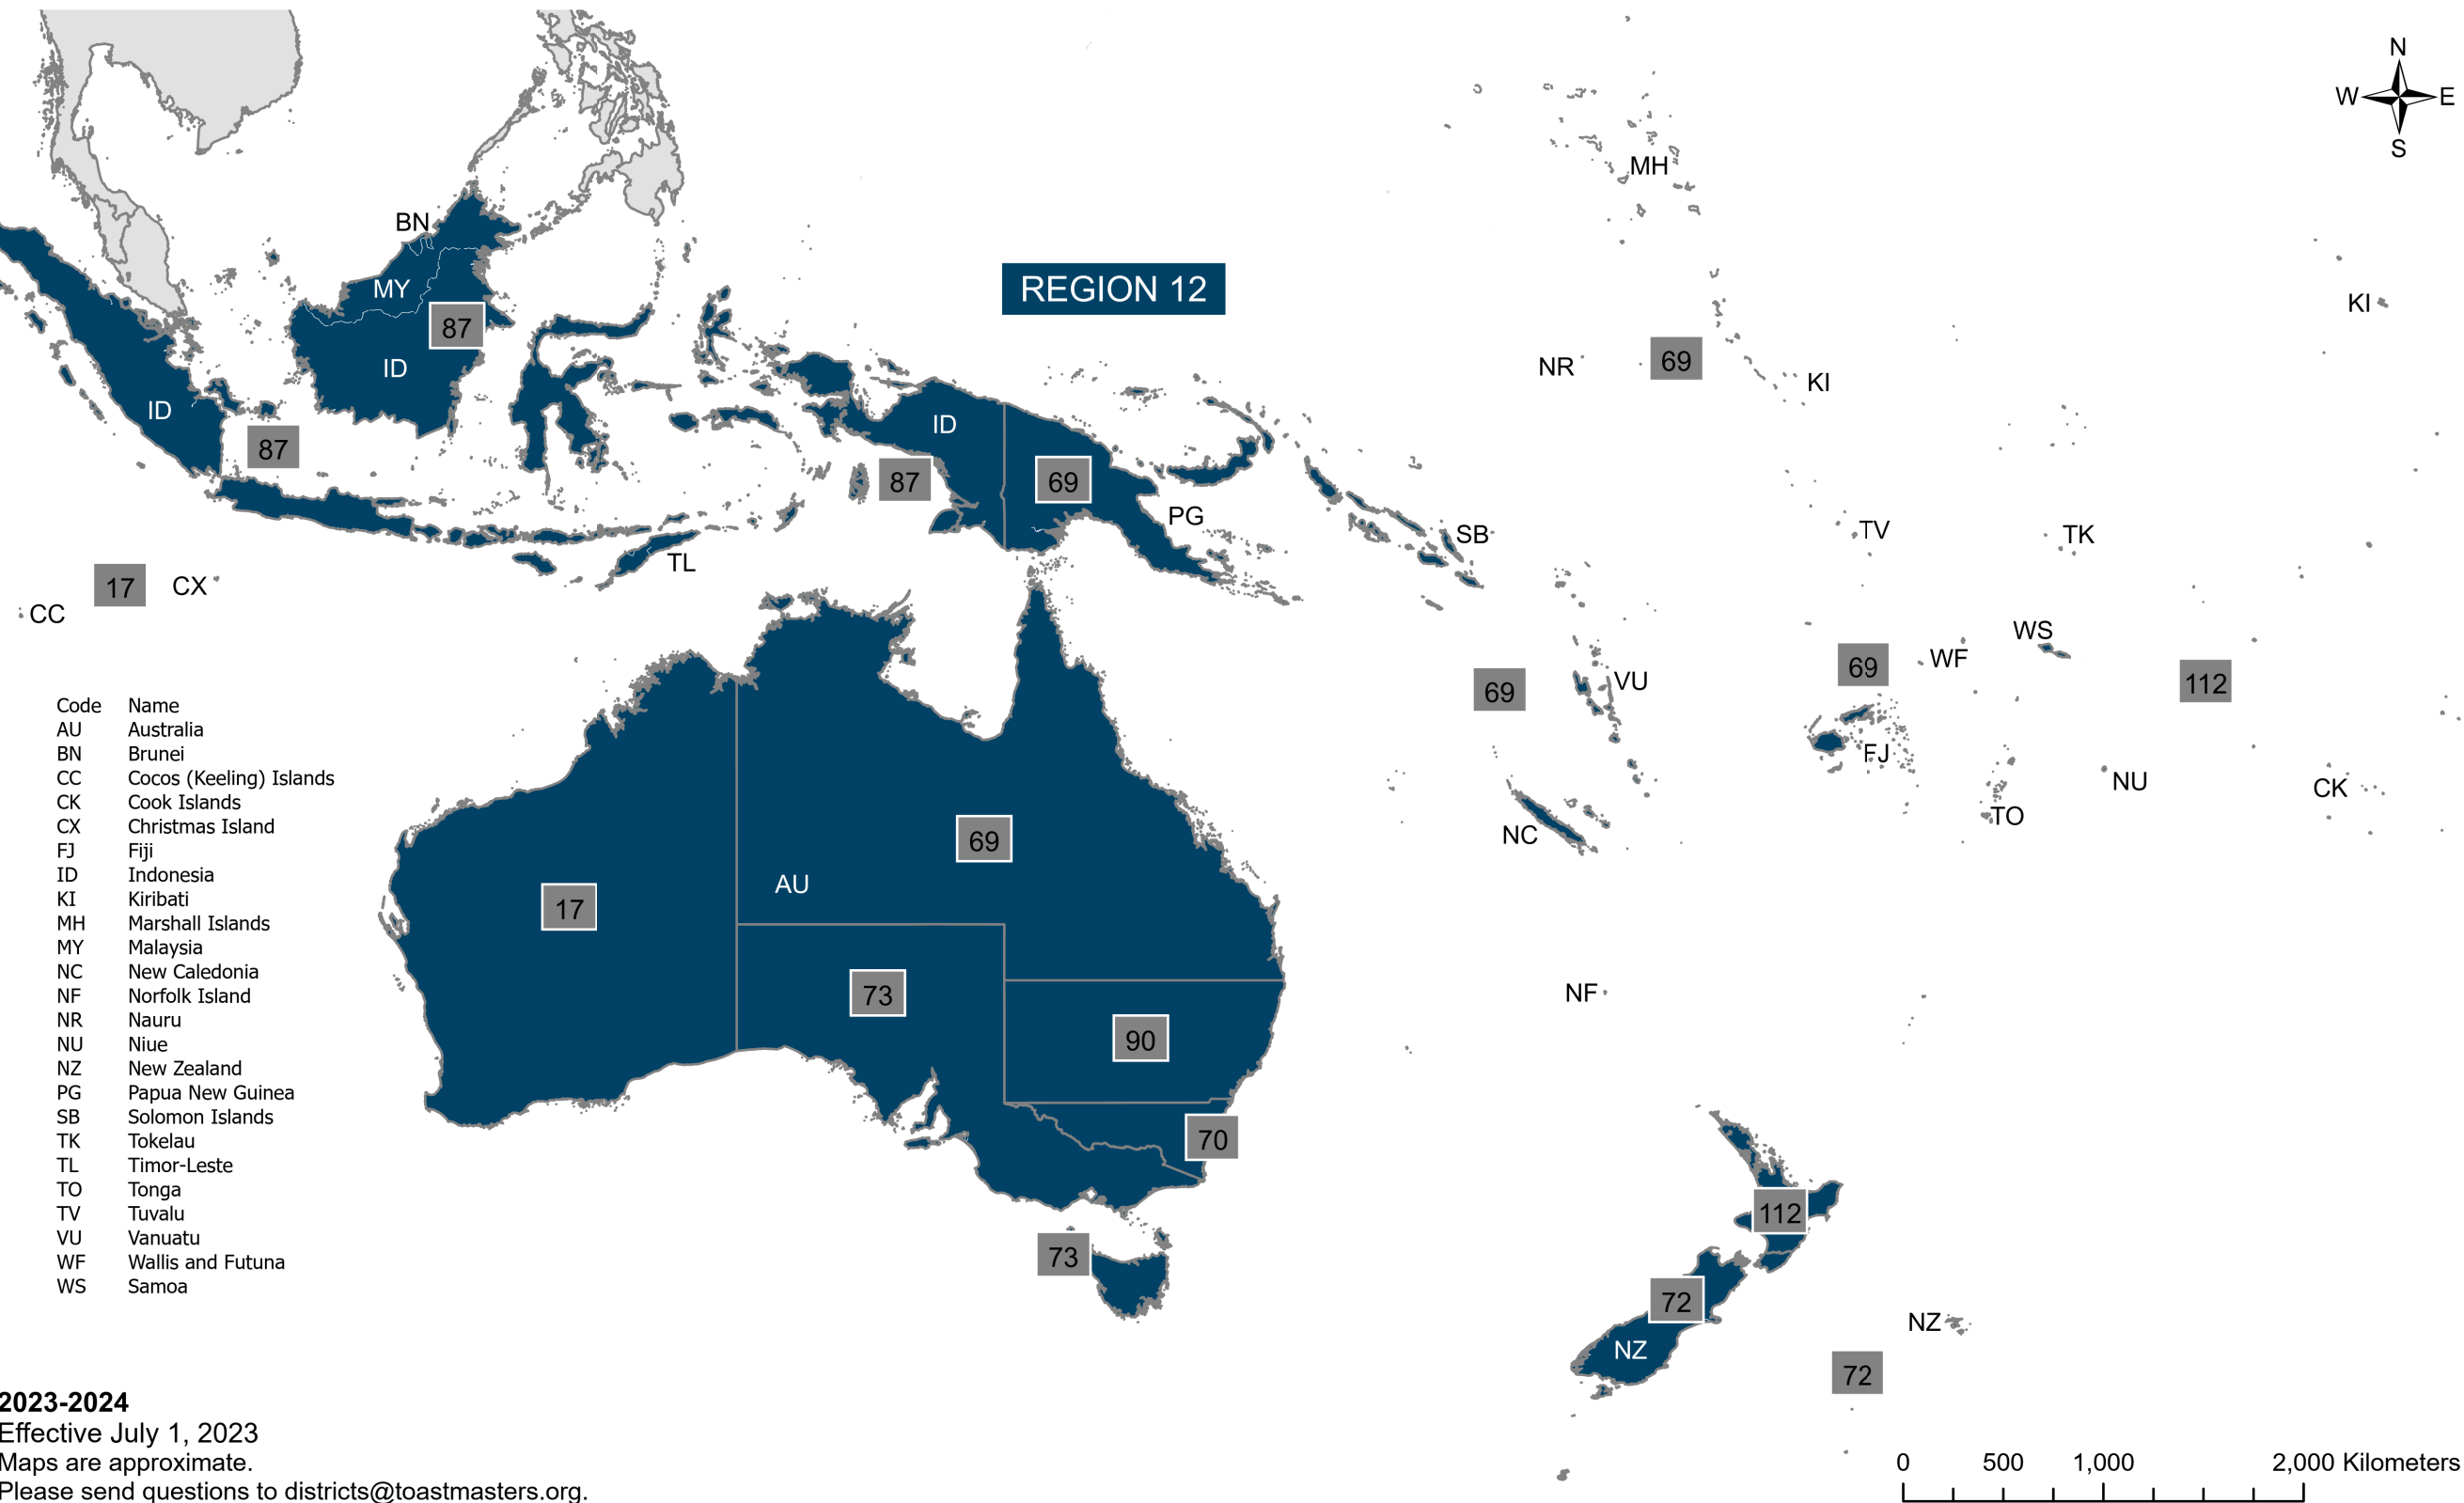 N
W E
S
MH
BN
REGION 12
MY
KI
87
69
NR
ID
KI
ID
ID
87
87
69
PG
SB
TV
TK
TL
17
CX
CC
WS
69
WF
112
69
VU
FJ
NU
CK
TO
NC
69
AU
17
73
NF
90
70
112
73
72
NZ
NZ
72
Code Name
AU Australia
BN Brunei
CC Cocos (Keeling) Islands
CK Cook Islands
CX Christmas Island
FJ Fiji
ID Indonesia
KI Kiribati
MH Marshall Islands
MY Malaysia
NC New Caledonia
NF Norfolk Island
NR Nauru
NU Niue
NZ New Zealand
PG Papua New Guinea
SB Solomon Islands
TK Tokelau
TL Timor-Leste
TO Tonga
TV Tuvalu
VU Vanuatu
WF Wallis and Futuna
WS Samoa
2023-2024
Effective July 1, 2023
Maps are approximate.
Please send questions to districts@toastmasters.org.
0 500 1,000 2,000 Kilometers